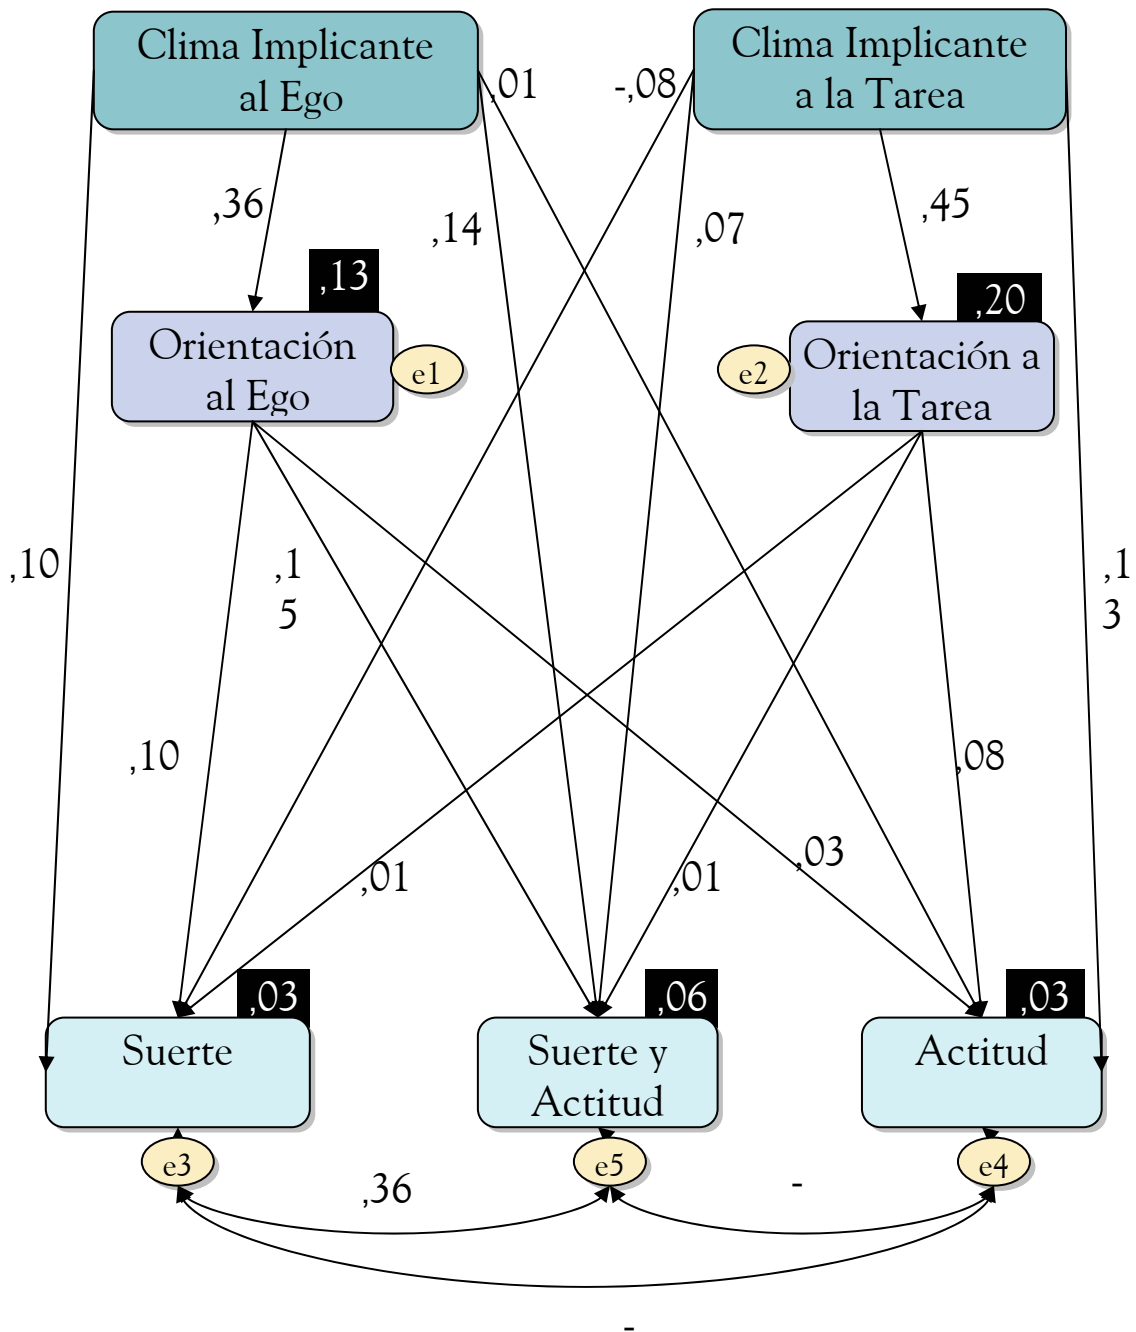 Clima Implicante
al Ego
Clima Implicante
a la Tarea
,01
-,08
,36
,14
,07
,45
,13
,20
Orientación
al Ego
e1
e2
Orientación a
la Tarea
,10
,1
5
,1
3
,10
,08
,01
,01
,03
,03
,06
,03
Suerte
Suerte y
Actitud
Actitud
e3
e5
e4
,36
-
-